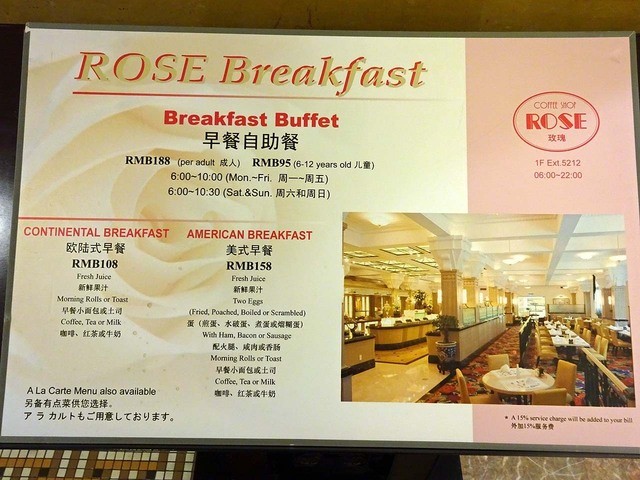 ROSE Breakfast
Breakfast Buffet
早餐自助餐
RMB188 (per adult 成人) RMB95 (6-12 years old 儿童)
6:00~10:00 (Mon.~Fri. 周一~周五)
6:00~10:30 (Sat.&Sun. 周六和周日)
CONTINENTAL BREAKFAST
欧陆式早餐
RMB108
Fresh Juice
新鲜果汁
Morning Rolls or Toast
早餐小面包或土司
Coffee, Tea or Milk
咖啡、红茶或牛奶
AMERICAN BREAKFAST
美式早餐
RMB158
Fresh Juice
新鲜果汁
Two Eggs
(Fried, Poached, Boiled or Scrambled)
蛋 (煎蛋、水破蛋、煮蛋或熘糊蛋)
With Ham, Bacon or Sausage
配火腿、咸肉或香肠
Morning Rolls or Toast
早餐小面包或土司
Coffee, Tea or Milk
咖啡、红茶或牛奶
A La Carte Menu also available
另备有点菜供您选择。
ア ラ カルトもご用意しております。
COFFEE SHOP
ROSE
玫瑰
1F Ext.5212
06:00~22:00
* A 15% service charge will be added to your bill
外加15%服务费